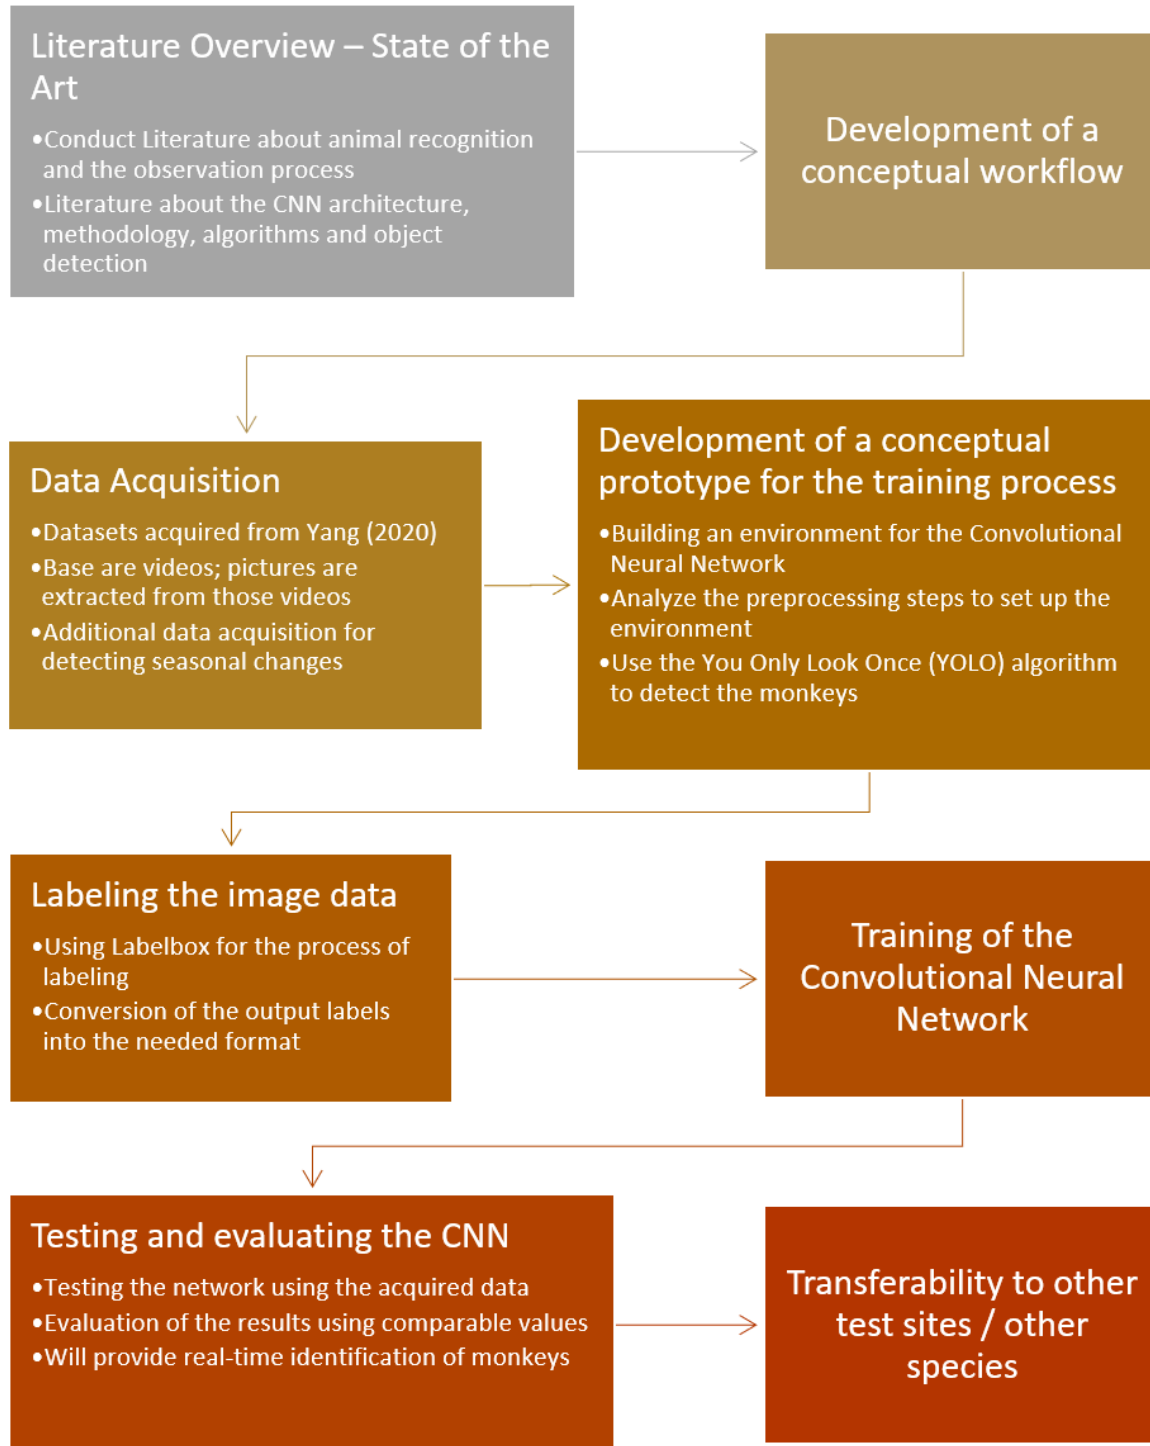 Literature Overview – State of the
Art
•Conduct Literature about animal recognition
and the observation process
•Literature about the CNN architecture,
methodology, algorithms and object
detection
Development of a
conceptual workflow
Data Acquisition
•Datasets acquired from Yang (2020)
•Base are videos; pictures are
extracted from those videos
•Additional data acquisition for
detecting seasonal changes
Development of a conceptual
prototype for the training process
•Building an environment for the Convolutional
Neural Network
•Analyze the preprocessing steps to set up the
environment
•Use the You Only Look Once (YOLO) algorithm
to detect the monkeys
Labeling the image data
•Using Labelbox for the process of
labeling
•Conversion of the output labels
into the needed format
Training of the
Convolutional Neural
Network
Testing and evaluating the CNN
•Testing the network using the acquired data
•Evaluation of the results using comparable values
•Will provide real-time identification of monkeys
Transferability to other
test sites / other
species